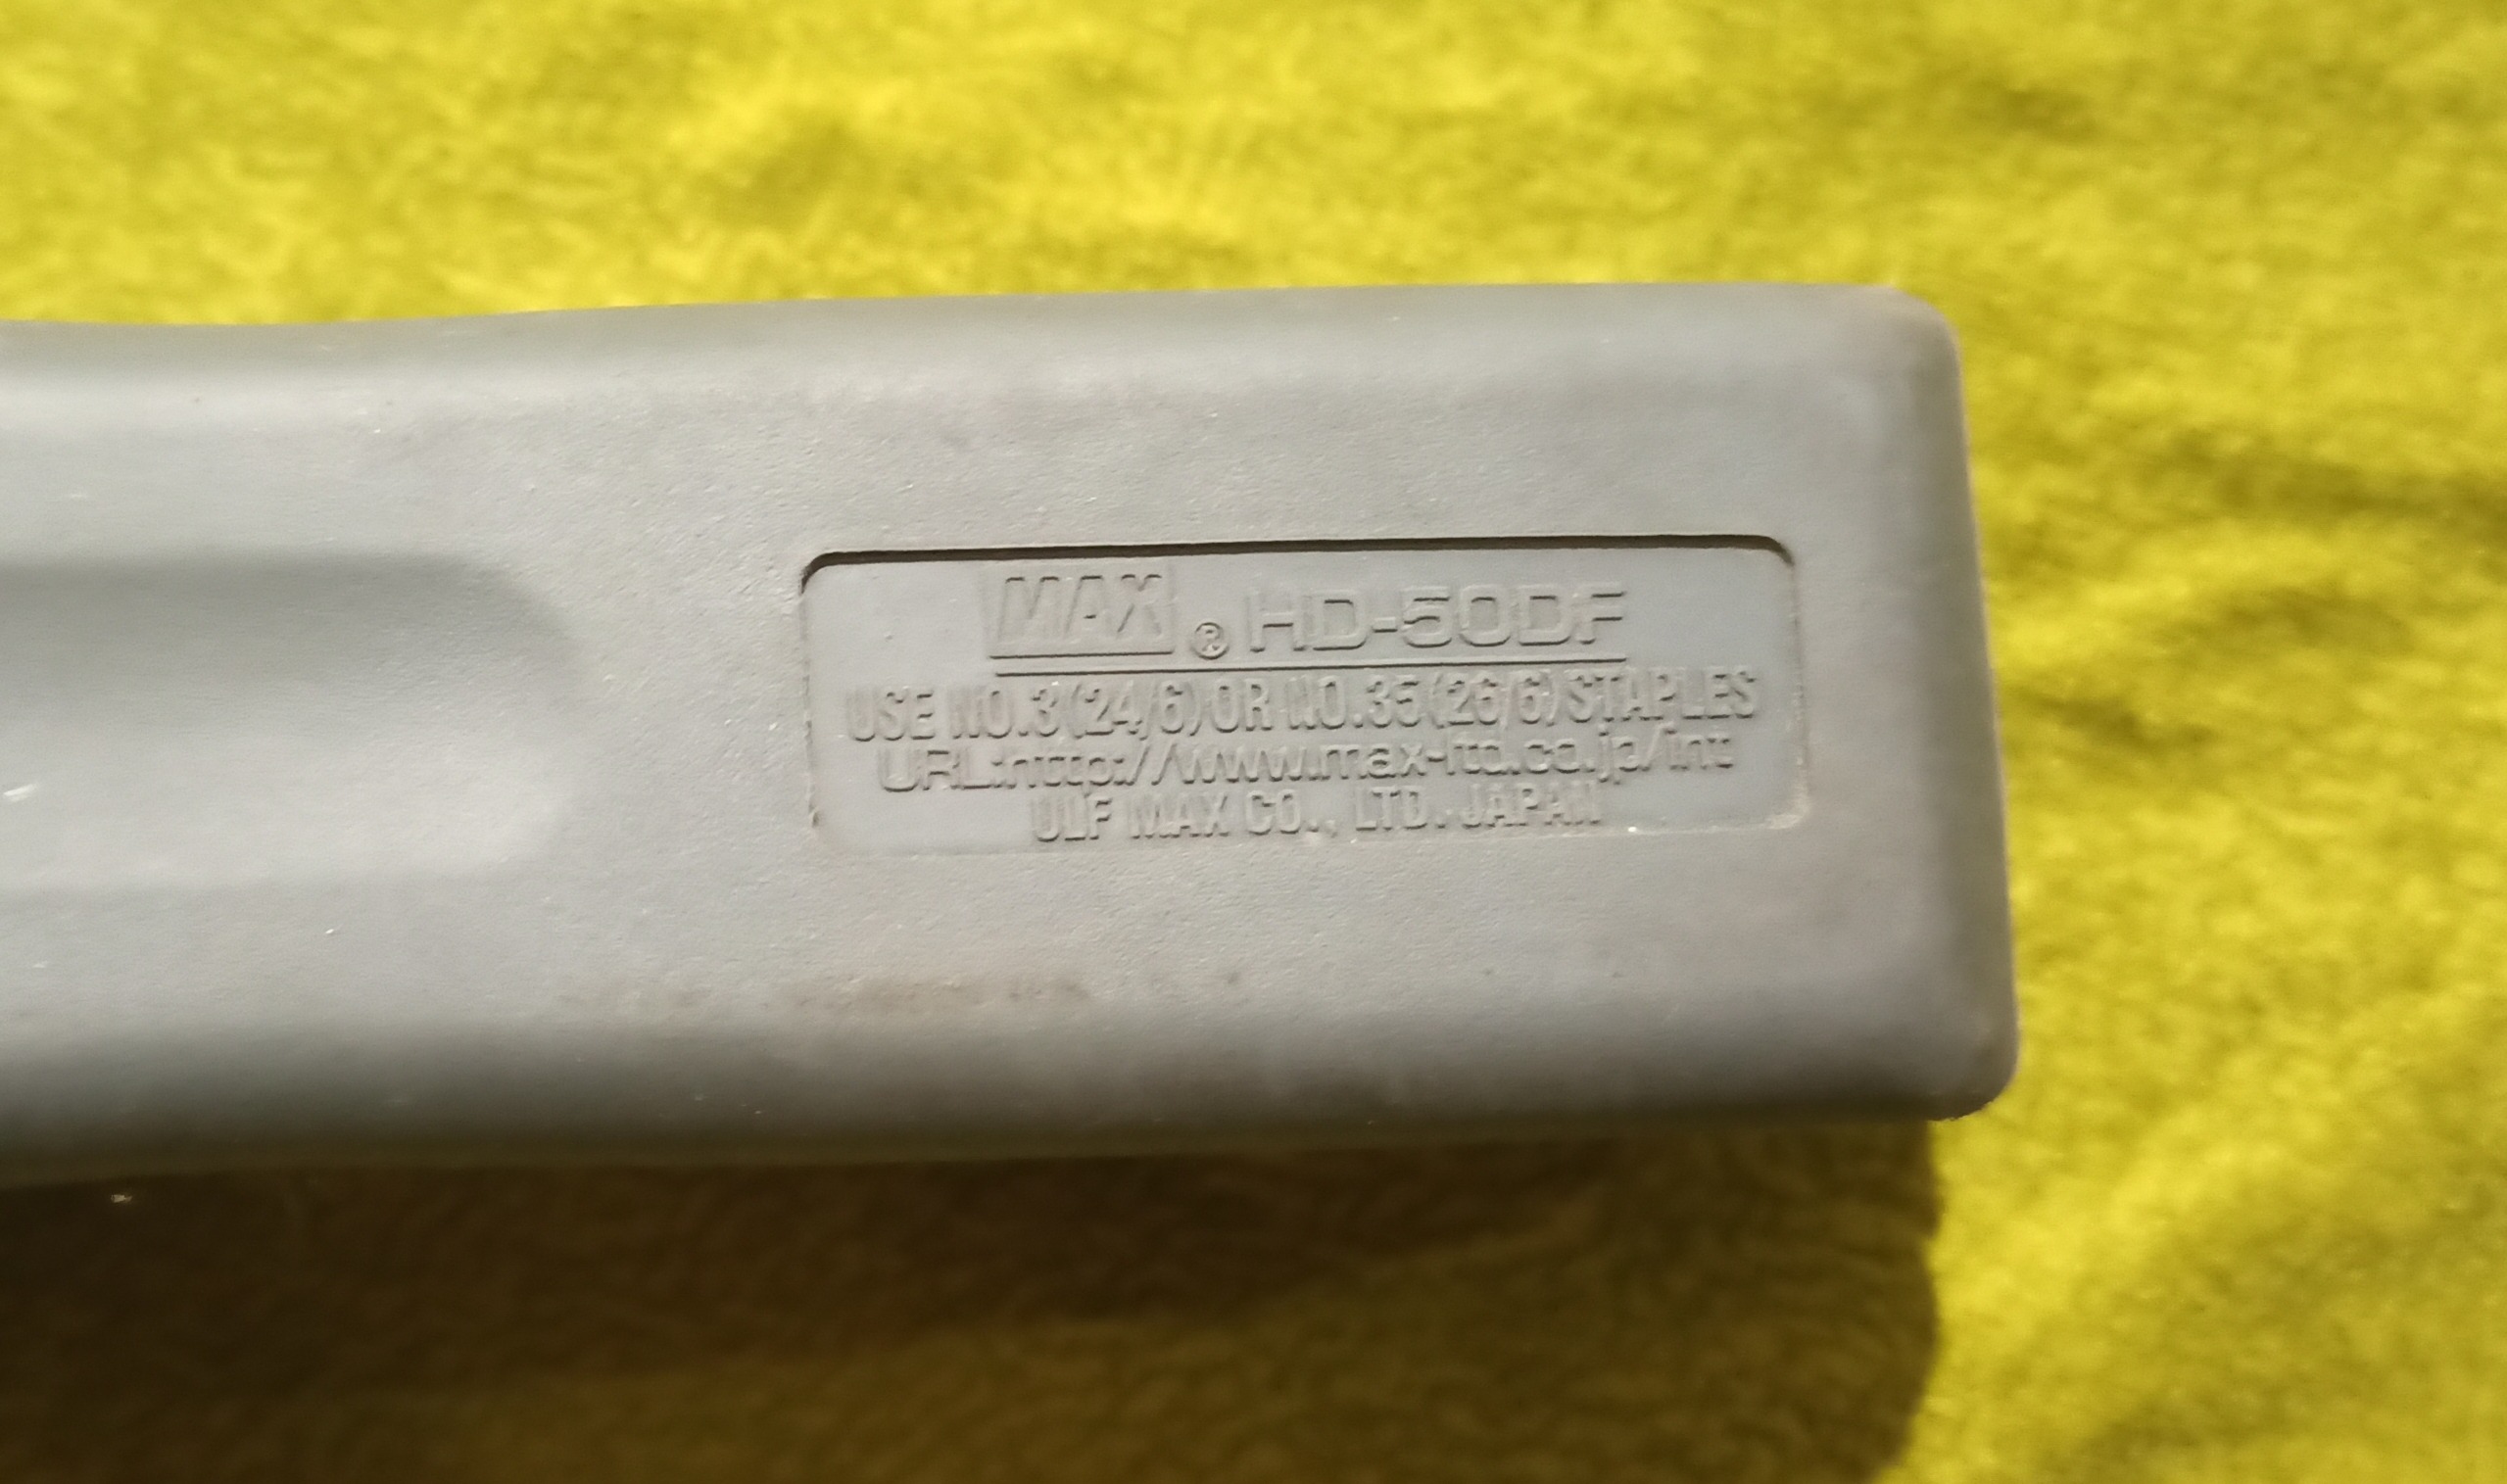 MAX ® HD-50DF
USE NO.3(24/6)OR NO.35(26/6)STAPLES
URL:http://www.max-ltd.co.jp/int
ULF MAX CO., LTD. JAPAN